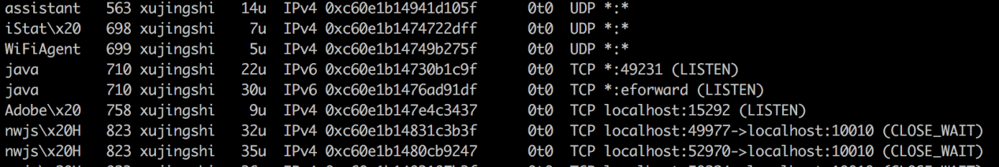 assistant 563 xujingshi 14u IPv4 0xc60e1b14941d105f 0t0 UDP *:*
iStat\x20 698 xujingshi 7u IPv4 0xc60e1b1474722dff 0t0 UDP *:*
WiFiAgent 699 xujingshi 5u IPv4 0xc60e1b14749b275f 0t0 UDP *:*
java 710 xujingshi 22u IPv6 0xc60e1b14730b1c9f 0t0 TCP *:49231 (LISTEN)
java 710 xujingshi 30u IPv6 0xc60e1b1476ad91df 0t0 TCP *:eforward (LISTEN)
Adobe\x20 758 xujingshi 9u IPv4 0xc60e1b147e4c3437 0t0 TCP localhost:15292 (LISTEN)
nwjs\x20H 823 xujingshi 32u IPv4 0xc60e1b14831c3b3f 0t0 TCP localhost:49977->localhost:10010 (CLOSE_WAIT)
nwjs\x20H 823 xujingshi 35u IPv4 0xc60e1b1480cb9247 0t0 TCP localhost:52970->localhost:10010 (CLOSE_WAIT)